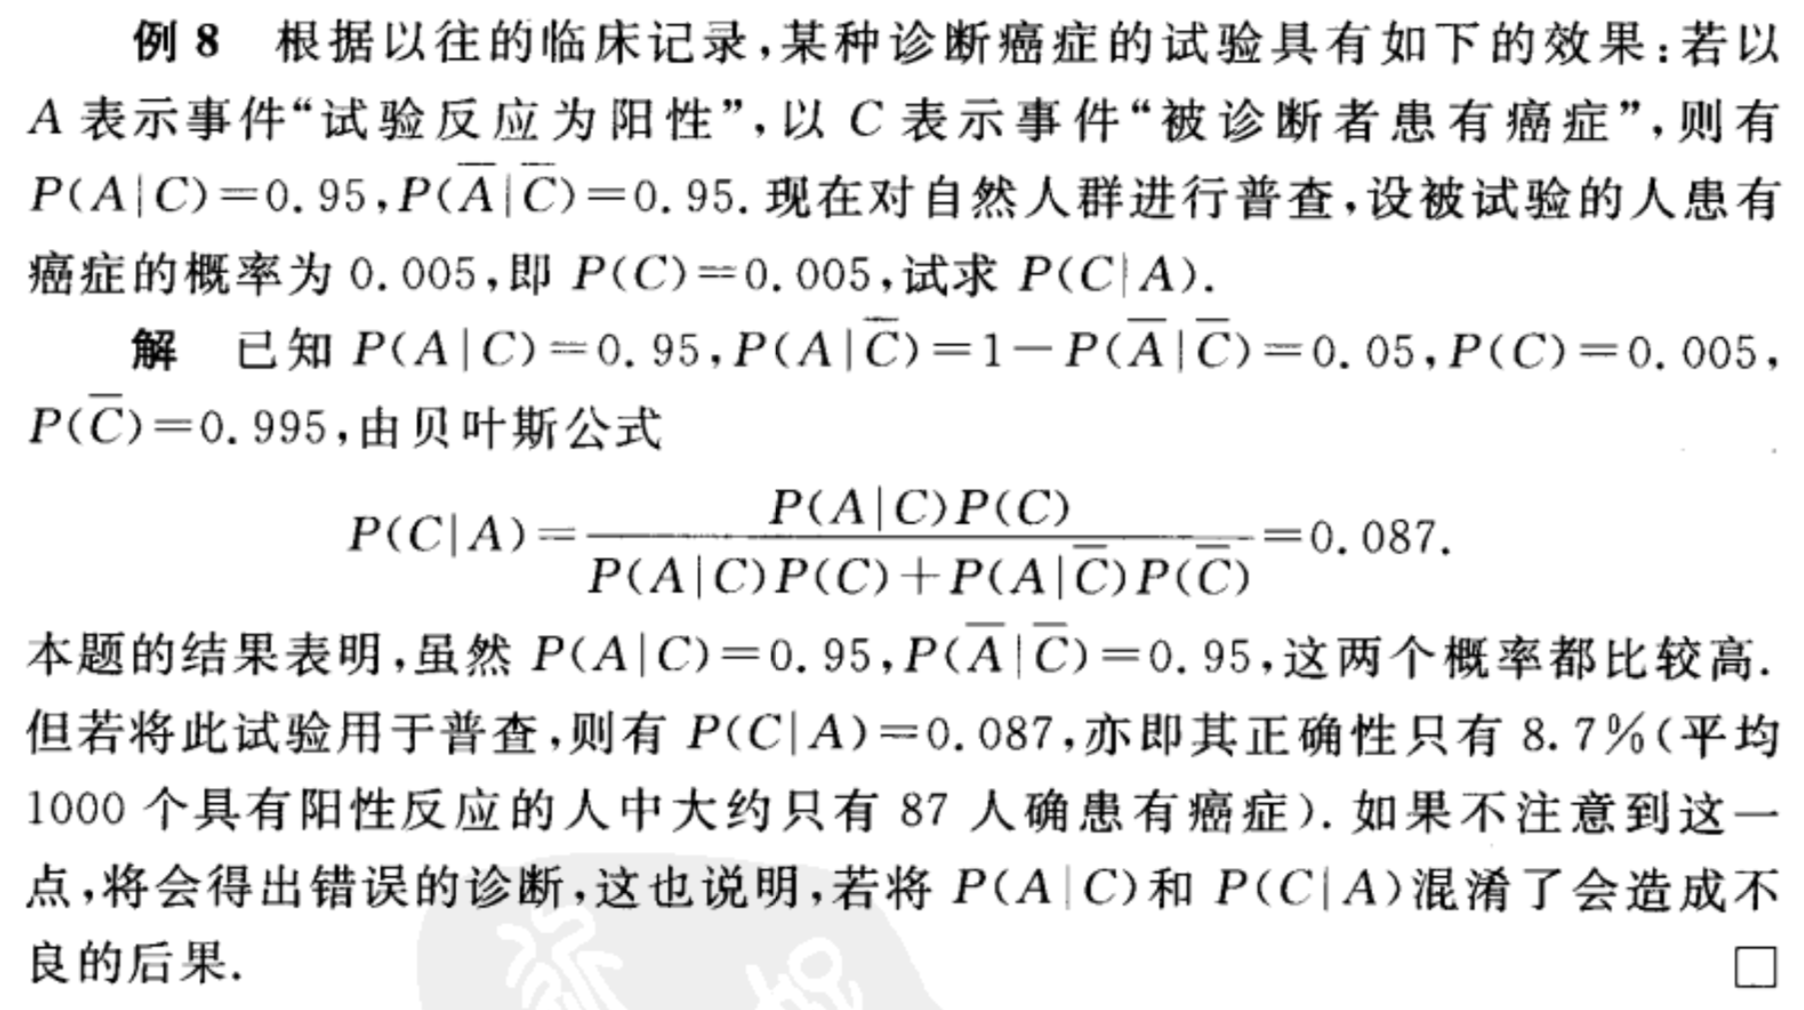 例 8 根据以往的临床记录,某种诊断癌症的试验具有如下的效果:若以
A 表示事件“试验反应为阳性”,以 C 表示事件“被诊断者患有癌症”,则有
P(A|C)=0.95,P(A̅|C̅)=0.95. 现在对自然人群进行普查,设被试验的人患有
癌症的概率为 0.005,即 P(C)=0.005,试求 P(C|A).
解 已知 P(A|C)=0.95,P(A|C̅)=1-P(A̅|C̅)=0.05,P(C)=0.005,
P(C̅)=0.995,由贝叶斯公式
P(C|A)= P(A|C)P(C) / P(A|C)P(C)+P(A|C̅)P(C̅) =0.087.
本题的结果表明,虽然 P(A|C)=0.95,P(A̅|C̅)=0.95,这两个概率都比较高.
但若将此试验用于普查,则有 P(C|A)=0.087,亦即其正确性只有 8.7%(平均
1000 个具有阳性反应的人中大约只有 87 人确患有癌症). 如果不注意到这一
点,将会得出错误的诊断,这也说明,若将 P(A|C)和 P(C|A)混淆了会造成不
良的后果. □